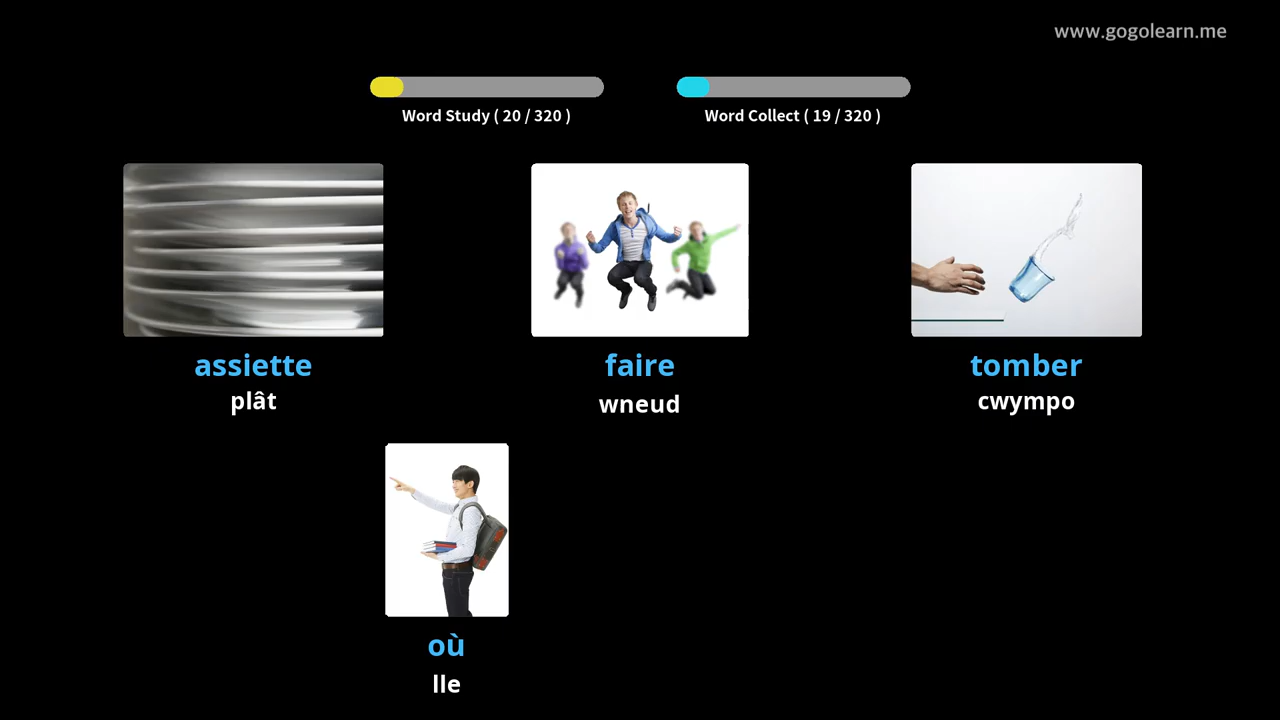 www.gogolearn.me
Word Study ( 20 / 320 )
Word Collect ( 19 / 320 )
assiette
plât
faire
wneud
tomber
cwympo
où
lle